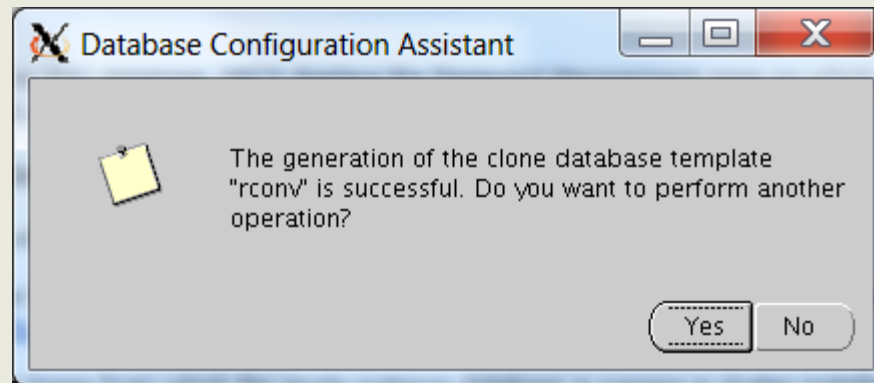 Database Configuration Assistant
The generation of the clone database template
"rconv" is successful. Do you want to perform another
operation?
Yes No